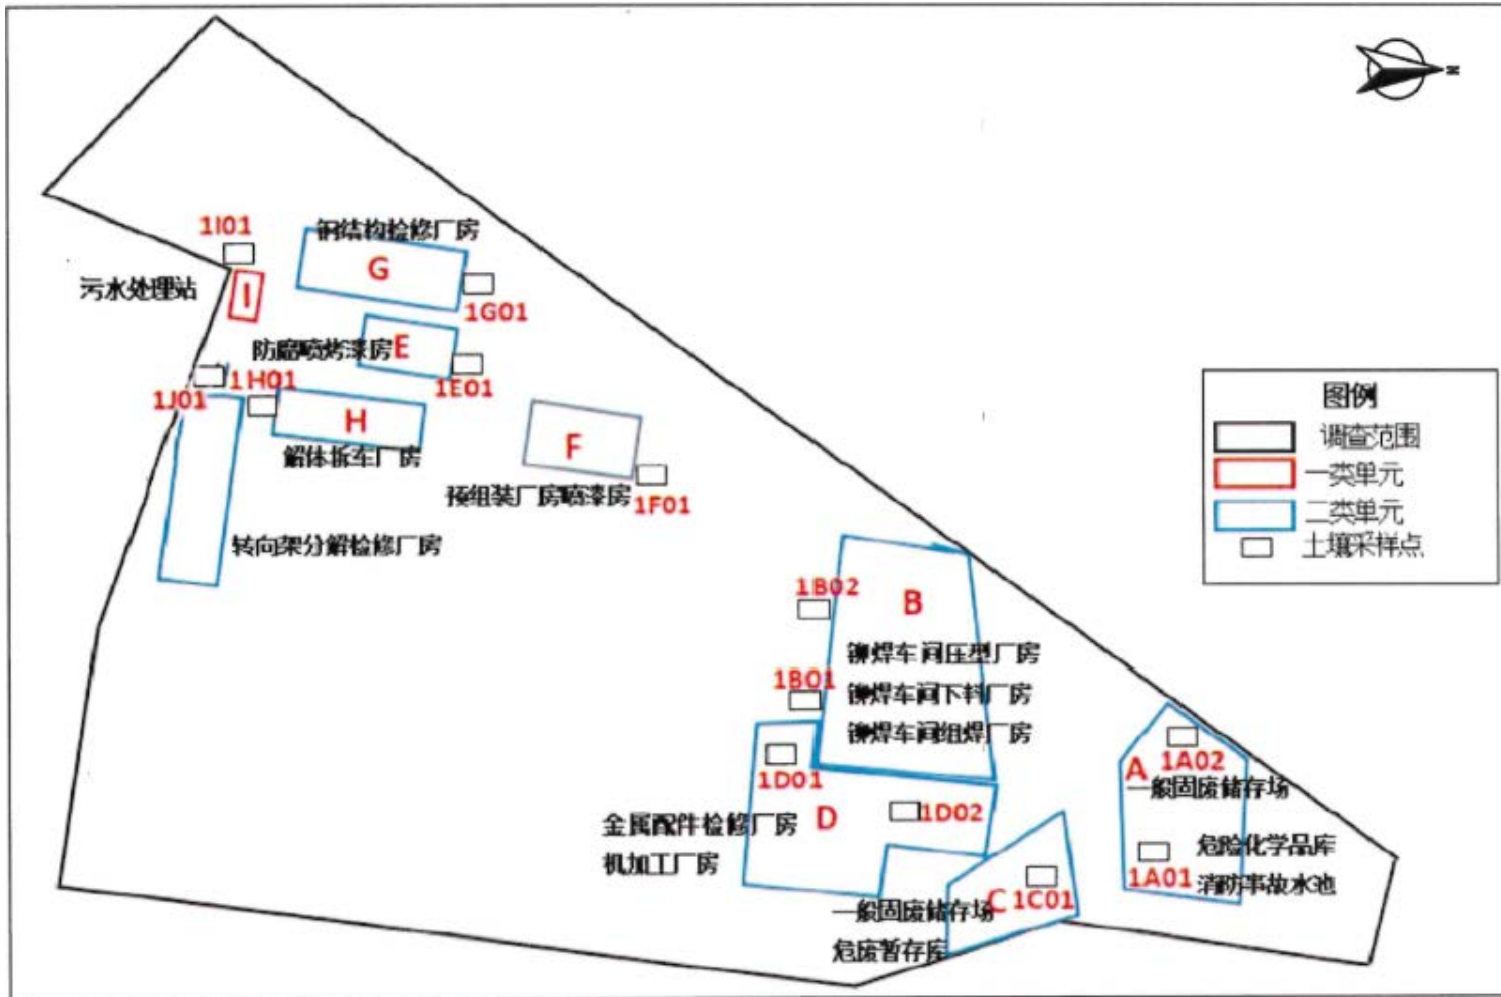 N
1I01
钢结构检修厂房
G
污水处理站
I
1G01
防腐喷烤漆房
E
1H01
1E01
1J01
H
解体拆车厂房
F
预组装厂房喷漆房
1F01
转向架分解检修厂房
图例
调查范围
一类单元
二类单元
土壤采样点
1B02
B
铆焊车间压型厂房
1B01
铆焊车间下料厂房
铆焊车间组焊厂房
1D01
A
1A02
一般固废储存场
金属配件检修厂房
D
1D02
机加工厂房
危险化学品库
1A01
消防事故水池
一般固废储存场
C
1C01
危废暂存库